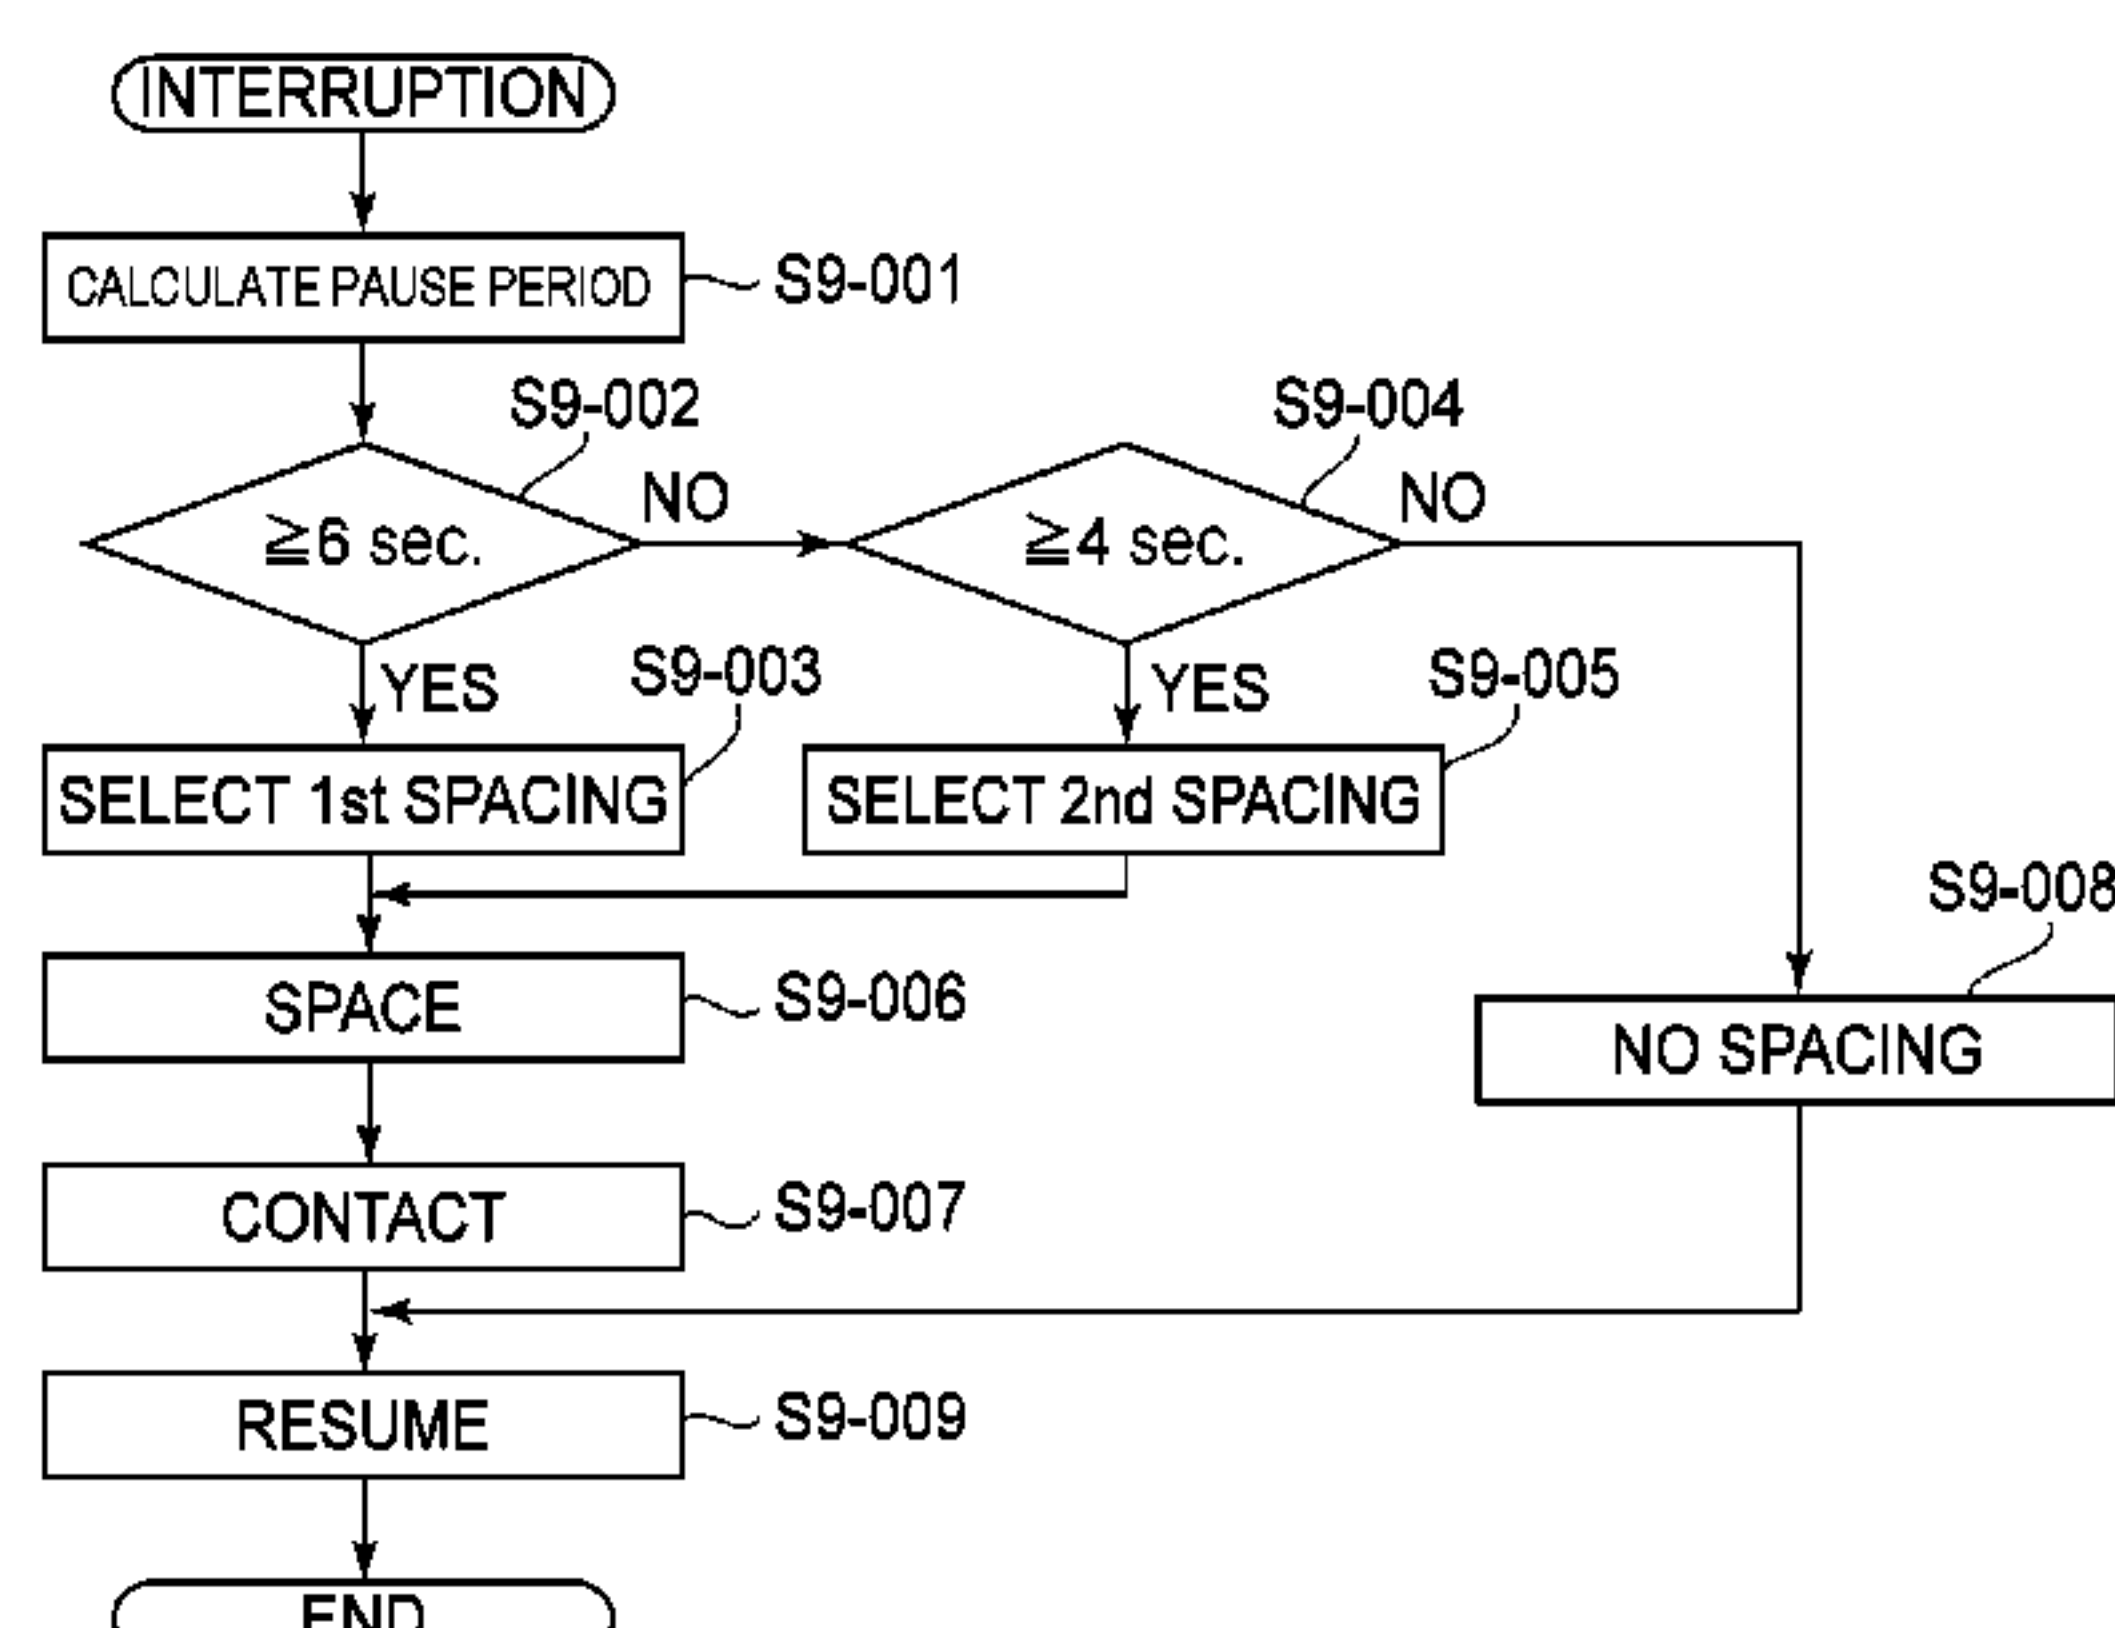 INTERRUPTION
CALCULATE PAUSE PERIOD
S9-001
S9-002
S9-004
NO
NO
≧6 sec.
≧4 sec.
YES
S9-003
YES
S9-005
SELECT 1st SPACING
SELECT 2nd SPACING
S9-008
SPACE
S9-006
NO SPACING
CONTACT
S9-007
RESUME
S9-009
END